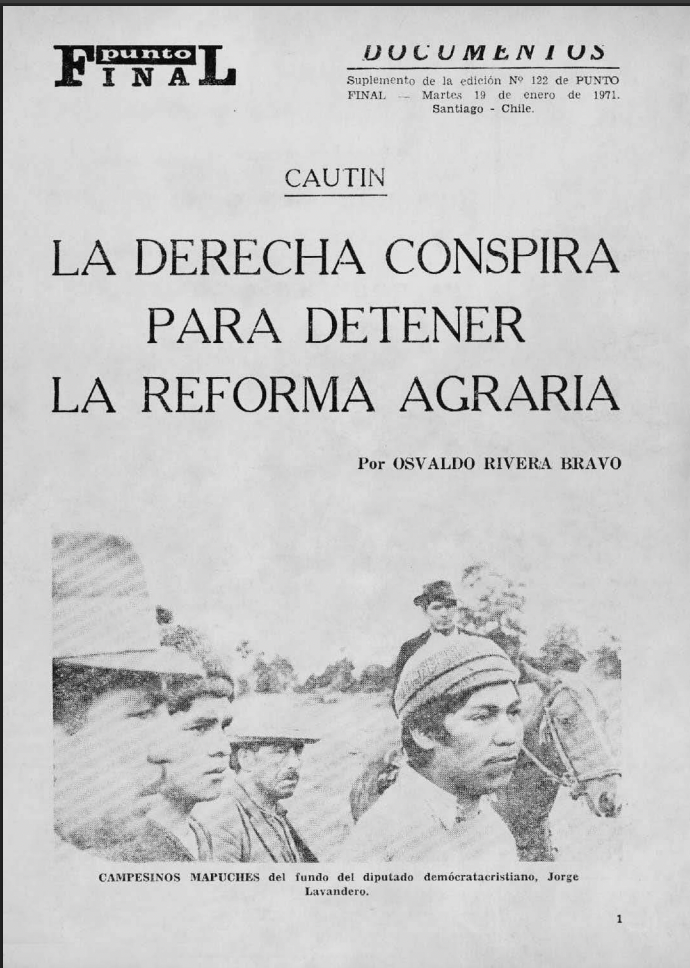 punto
FINAL
DOCUMENTOS
Suplemento de la edición Nº 122 de PUNTO
FINAL — Martes 19 de enero de 1971.
Santiago - Chile.
CAUTIN
LA DERECHA CONSPIRA
PARA DETENER
LA REFORMA AGRARIA
Por OSVALDO RIVERA BRAVO
CAMPESINOS MAPUCHES del fundo del diputado demócratacristiano, Jorge
Lavandero.
1